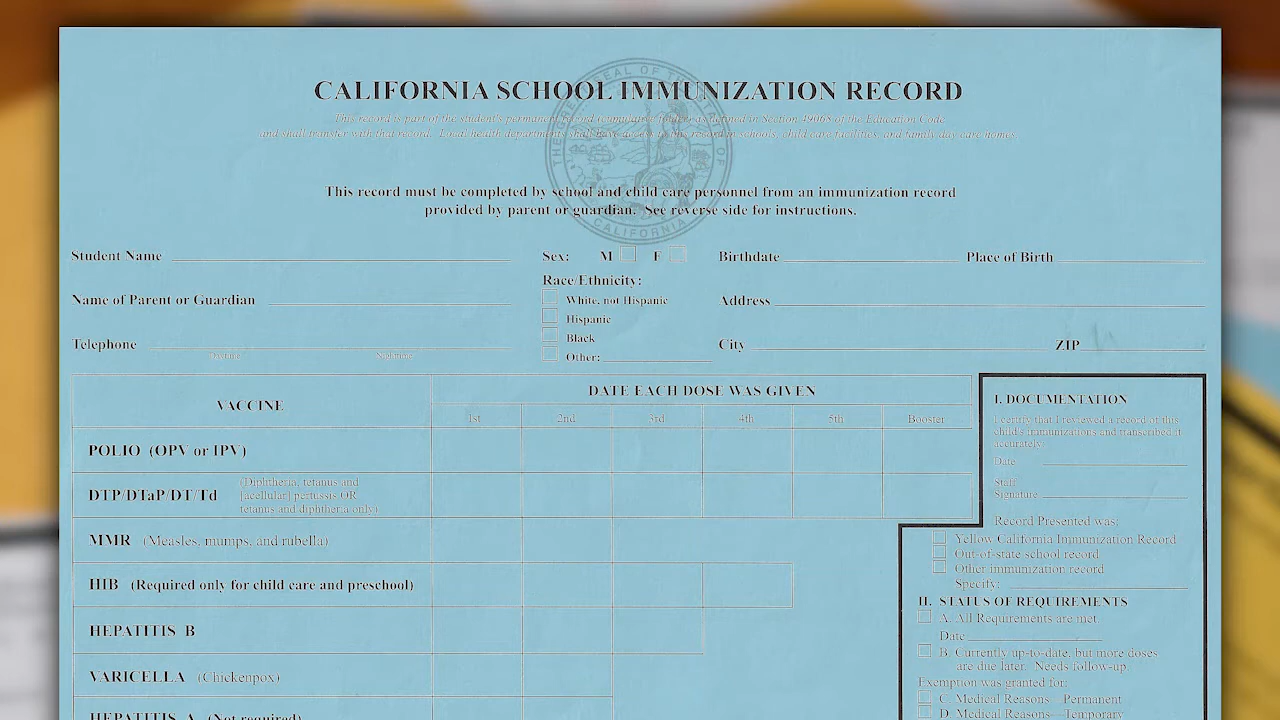 CALIFORNIA SCHOOL IMMUNIZATION RECORD
This record is part of the student's permanent record (cumulative folder) as defined in Section 49068 of the Education Code
and shall transfer with that record. Local health departments shall have access to this record in schools, child care facilities, and family day care homes.
This record must be completed by school and child care personnel from an immunization record
provided by parent or guardian. See reverse side for instructions.
Student Name Sex: M F Birthdate Place of Birth
Race/Ethnicity:
Name of Parent or Guardian White, not Hispanic Address
Hispanic
Black
Telephone City ZIP
Daytime Nighttime Other:
VACCINE DATE EACH DOSE WAS GIVEN
1st 2nd 3rd 4th 5th Booster
POLIO (OPV or IPV)
DTP/DTaP/DT/Td (Diphtheria, tetanus and
[acellular] pertussis OR
tetanus and diphtheria only)
MMR (Measles, mumps, and rubella)
HIB (Required only for child care and preschool)
HEPATITIS B
VARICELLA (Chickenpox)
HEPATITIS A (Not required)
I. DOCUMENTATION
I certify that I reviewed a record of this
child's immunizations and transcribed it
accurately.
Date
Staff
Signature
Record Presented was:
Yellow California Immunization Record
Out-of-state school record
Other immunization record
Specify:
II. STATUS OF REQUIREMENTS
A. All Requirements are met.
Date
B. Currently up-to-date, but more doses
are due later. Needs follow-up.
Exemption was granted for:
C. Medical Reasons—Permanent
D. Medical Reasons—Temporary